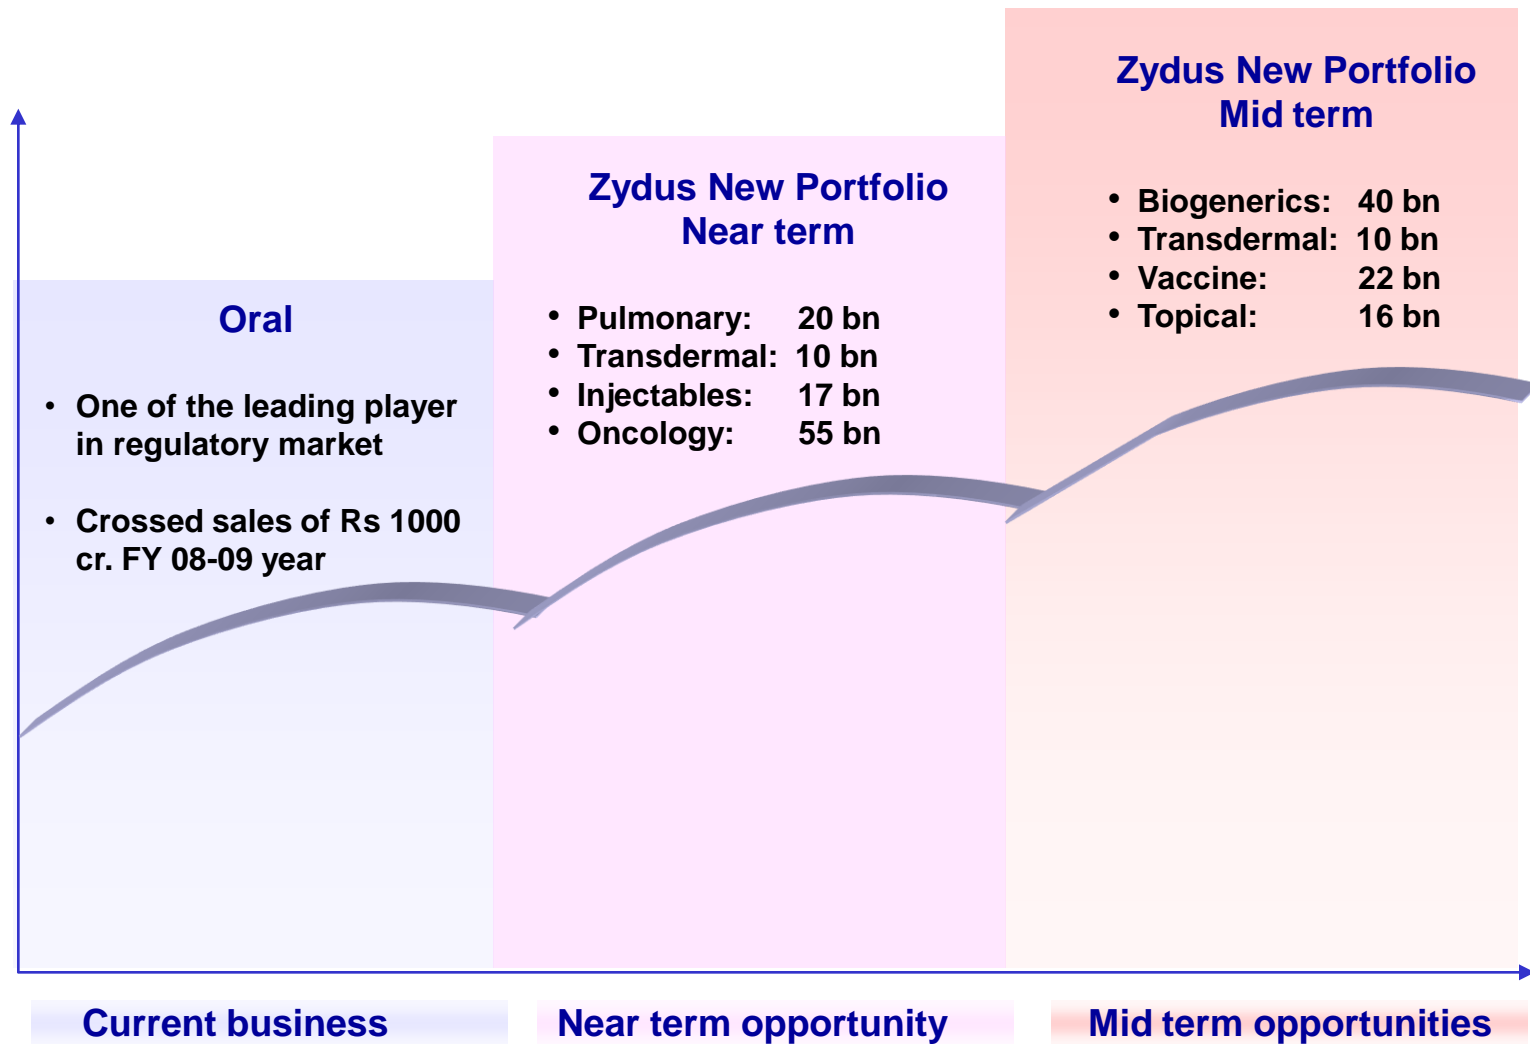 Oral
• One of the leading player
in regulatory market
• Crossed sales of Rs 1000
cr. FY 08-09 year
Zydus New Portfolio
Near term
• Pulmonary: 20 bn
• Transdermal: 10 bn
• Injectables: 17 bn
• Oncology: 55 bn
Zydus New Portfolio
Mid term
• Biogenerics: 40 bn
• Transdermal: 10 bn
• Vaccine: 22 bn
• Topical: 16 bn
Current business
Near term opportunity
Mid term opportunities